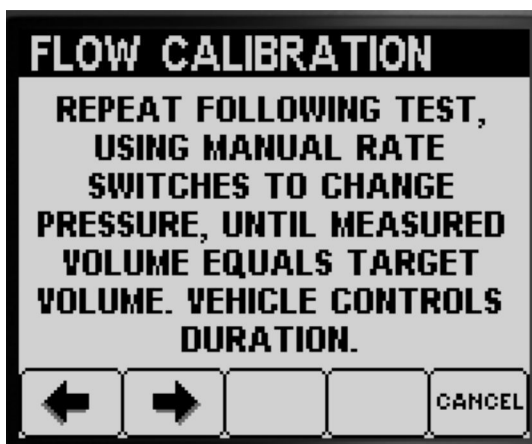 FLOW CALIBRATION
REPEAT FOLLOWING TEST,
USING MANUAL RATE
SWITCHES TO CHANGE
PRESSURE, UNTIL MEASURED
VOLUME EQUALS TARGET
VOLUME. VEHICLE CONTROLS
DURATION.
CANCEL